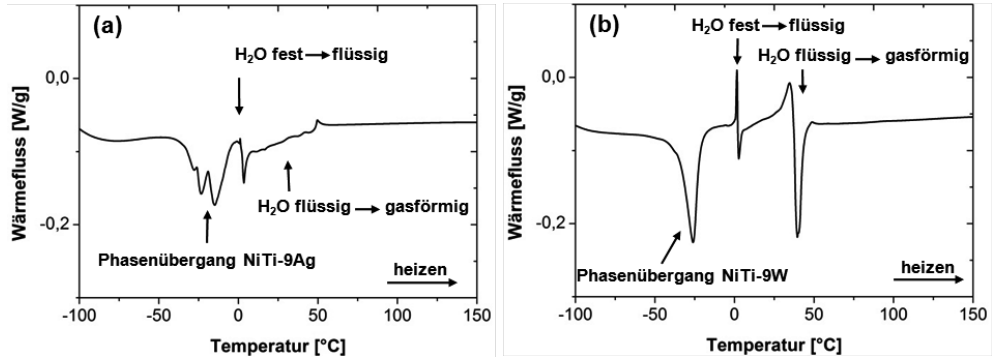 (a)
H₂O fest → flüssig
0,0
-0,2
Wärmefluss [W/g]
H₂O flüssig → gasförmig
Phasenübergang NiTi-9Ag
heizen
-100 -50 0 50 100 150
Temperatur [°C]
(b)
H₂O fest → flüssig
H₂O flüssig → gasförmig
0,0
-0,2
Wärmefluss [W/g]
Phasenübergang NiTi-9W
heizen
-100 -50 0 50 100 150
Temperatur [°C]